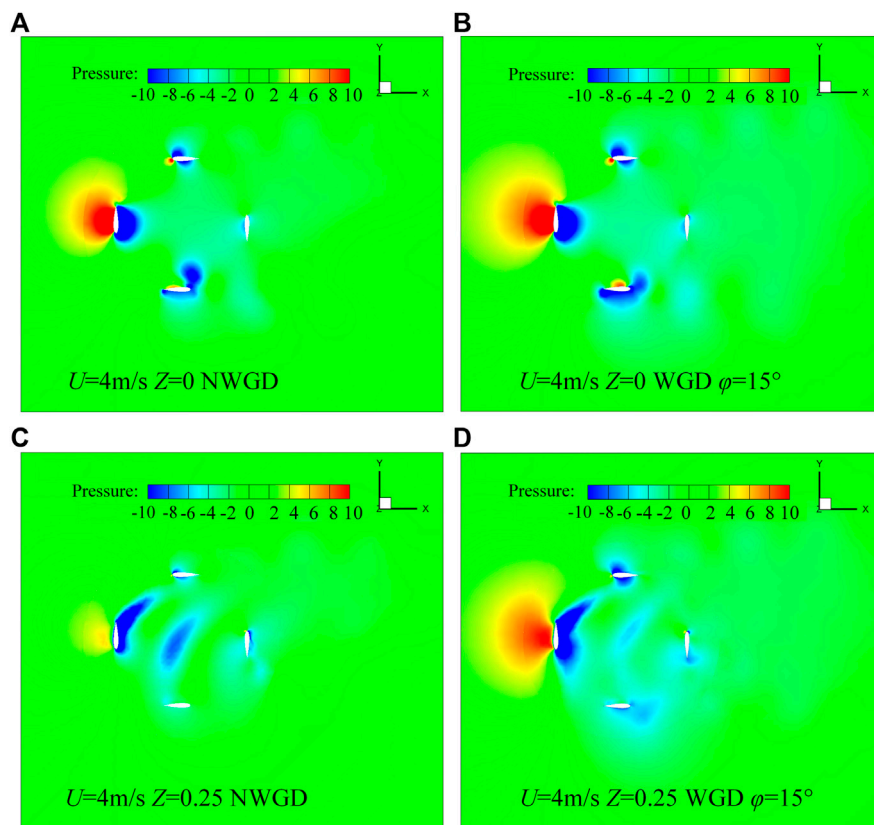 A
Pressure:
-10 -8 -6 -4 -2 0 2 4 6 8 10
Y
Z
X
U=4m/s Z=0 NWGD
B
Pressure:
-10 -8 -6 -4 -2 0 2 4 6 8 10
Y
Z
X
U=4m/s Z=0 WGD φ=15°
C
Pressure:
-10 -8 -6 -4 -2 0 2 4 6 8 10
Y
Z
X
U=4m/s Z=0.25 NWGD
D
Pressure:
-10 -8 -6 -4 -2 0 2 4 6 8 10
Y
Z
X
U=4m/s Z=0.25 WGD φ=15°